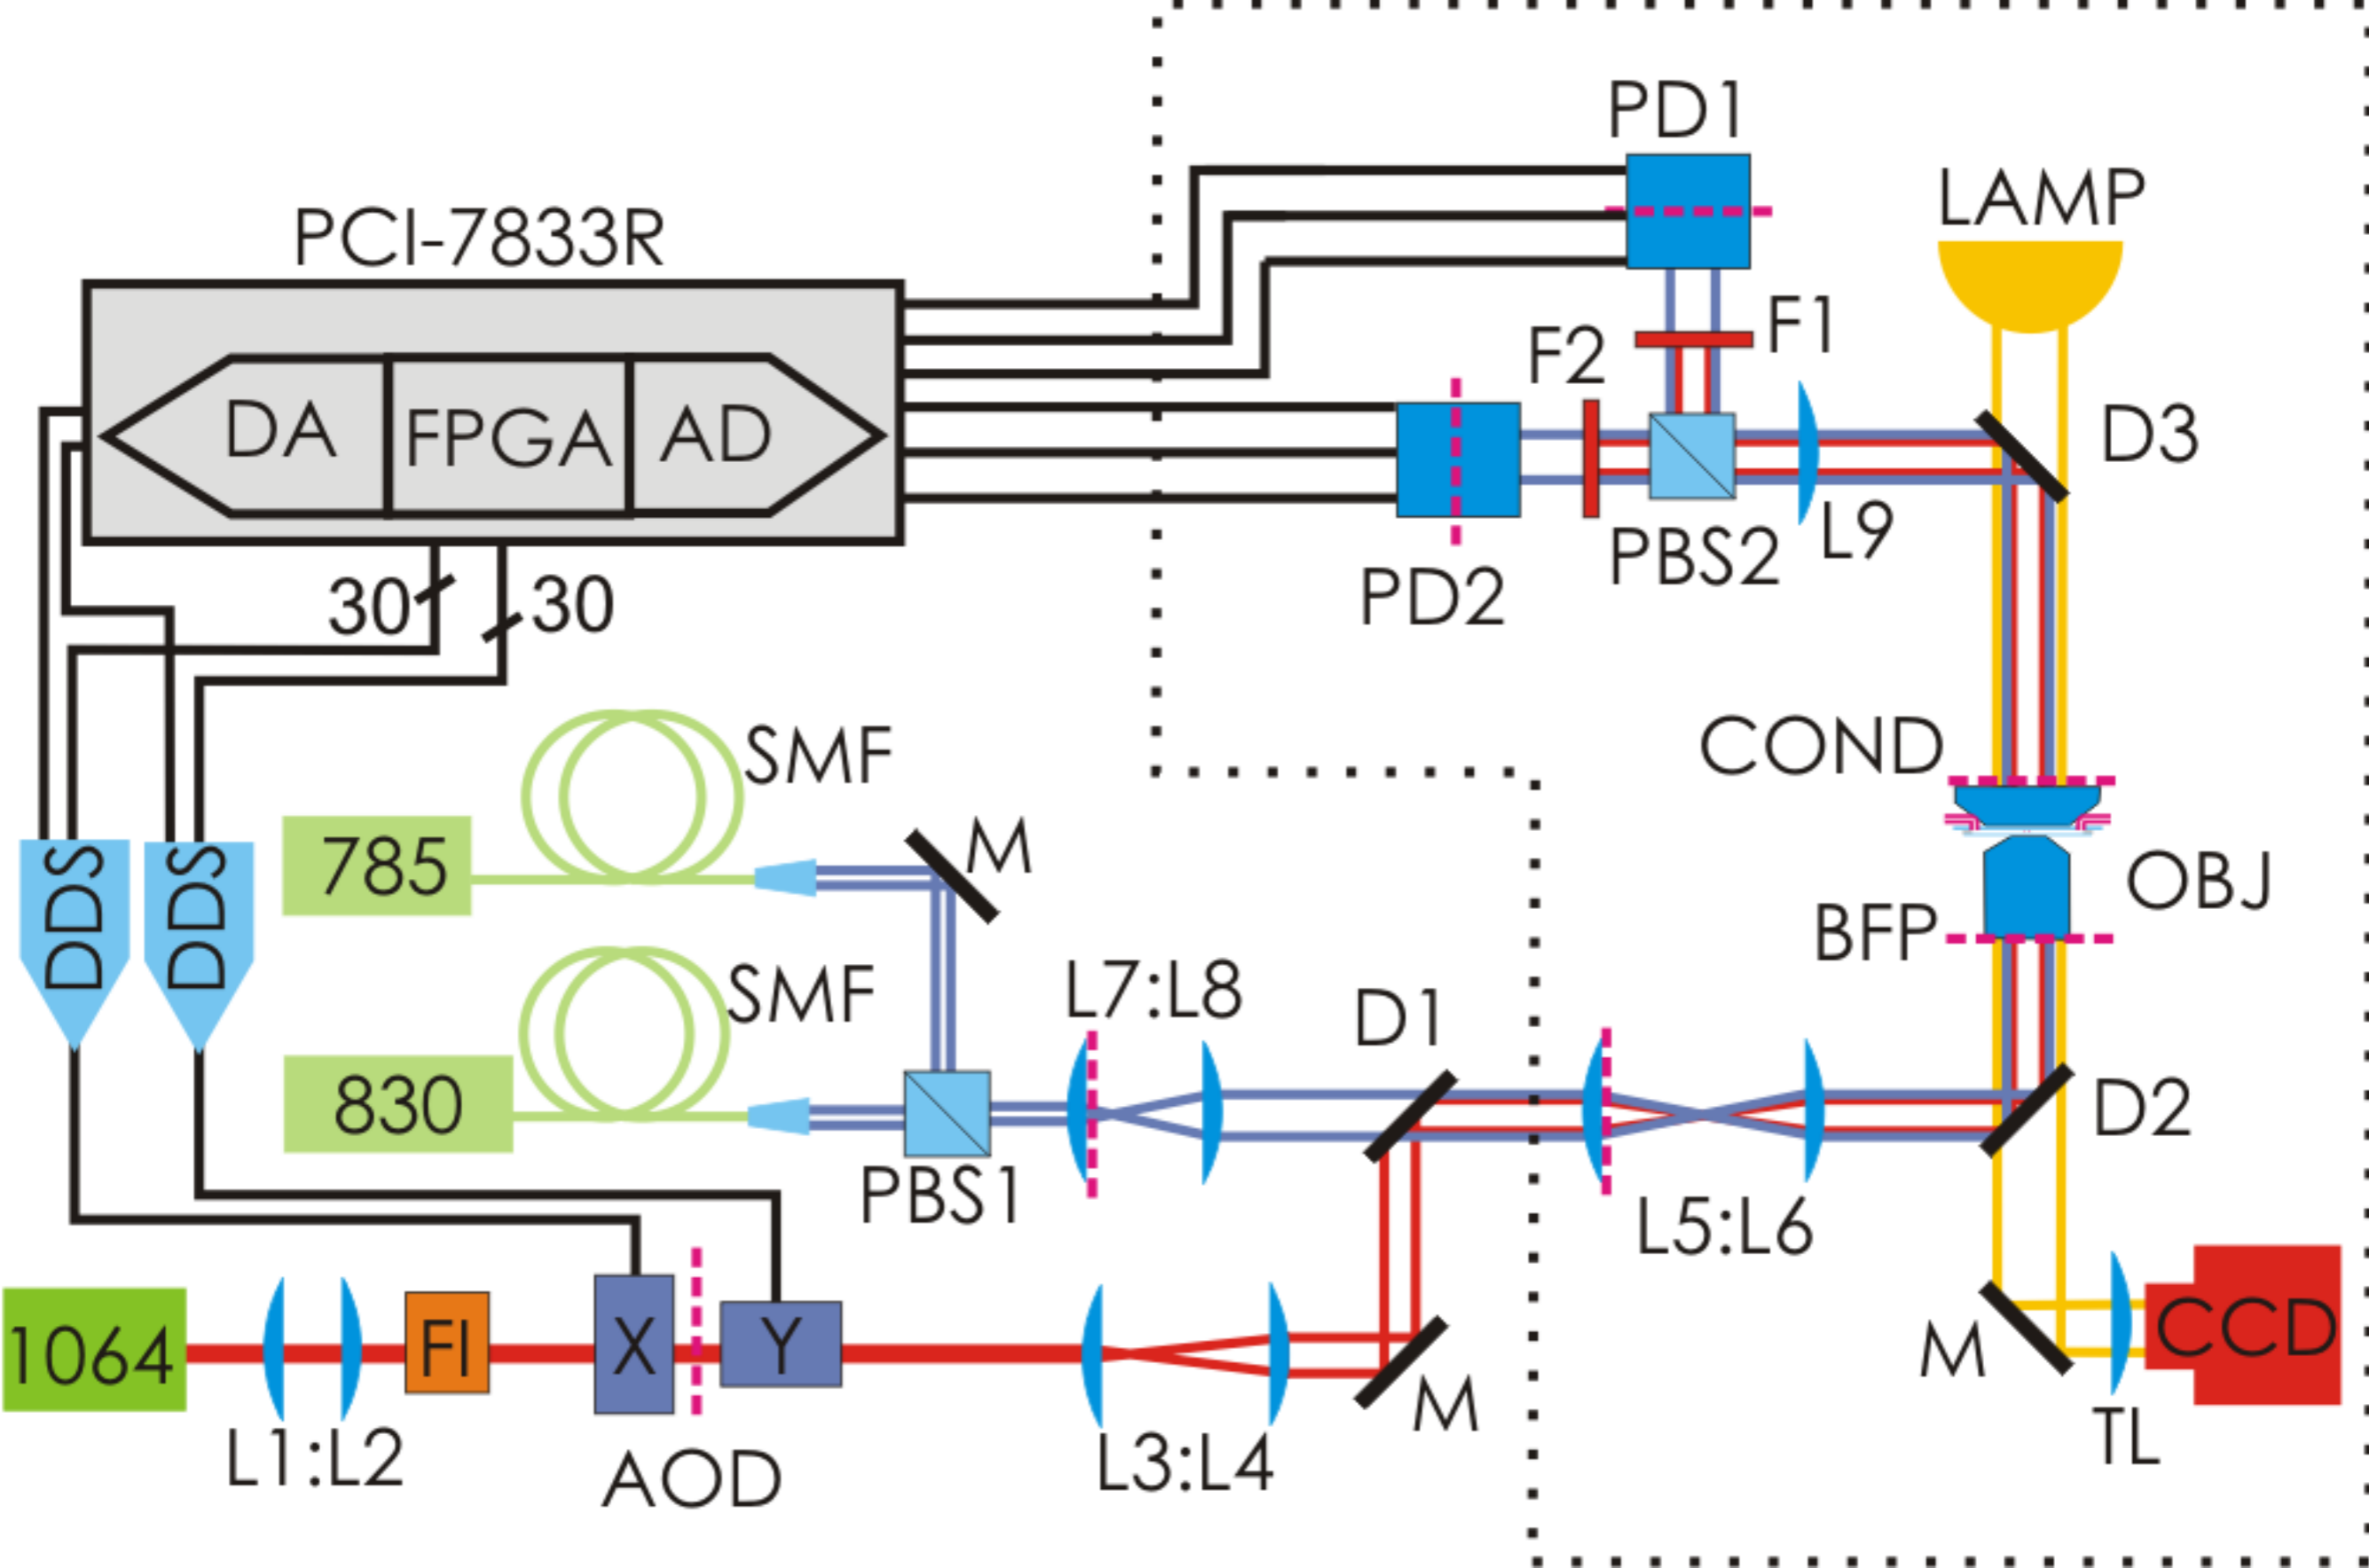 PD1
LAMP
PCI-7833R
F1
F2
D3
DA
FPGA
AD
L9
PBS2
PD2
30
30
SMF
COND
M
785
DDS
DDS
OBJ
BFP
SMF
L7:L8
D1
830
D2
PBS1
L5:L6
1064
FI
X
Y
CCD
M
M
TL
L1:L2
AOD
L3:L4